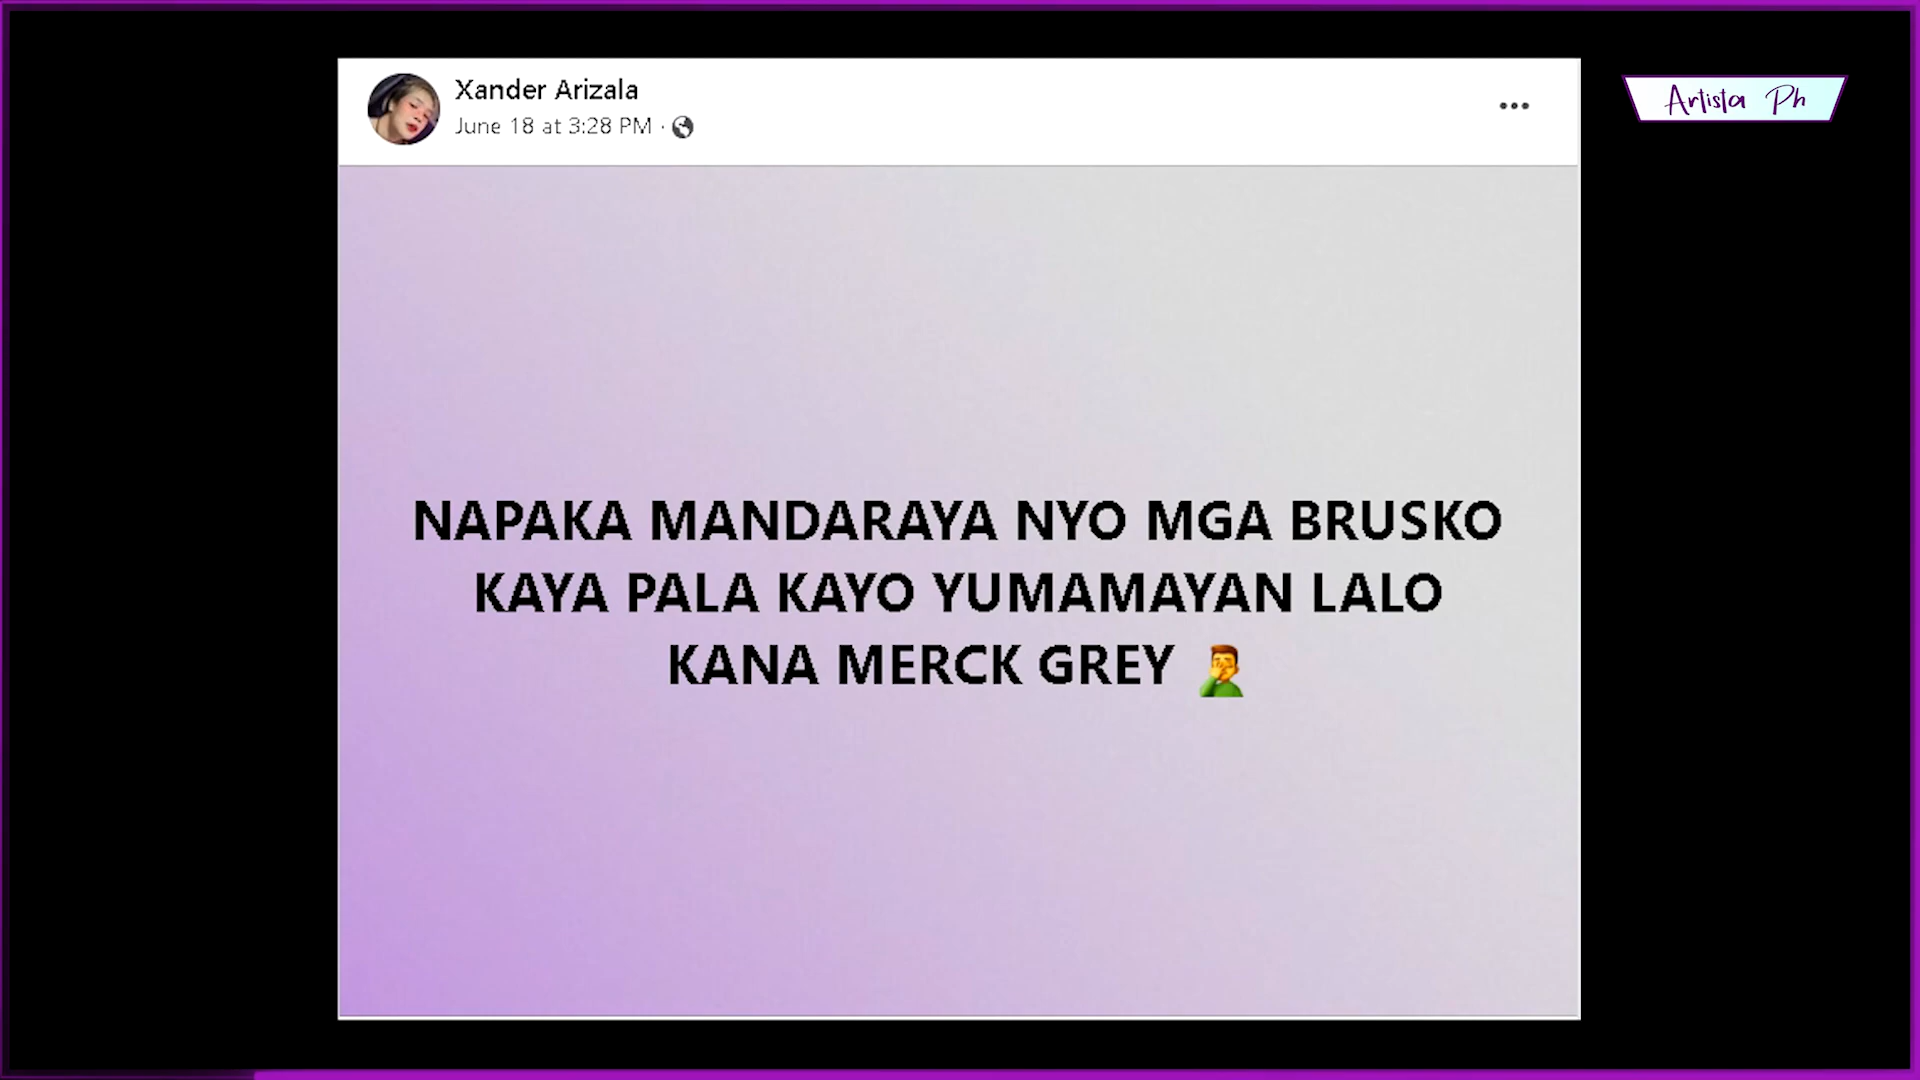 Xander Arizala
June 18 at 3:28 PM ·
Artista Ph
NAPAKA MANDARAYA NYO MGA BRUSKO
KAYA PALA KAYO YUMAMAYAN LALO
KANA MERCK GREY 🤦‍♂️